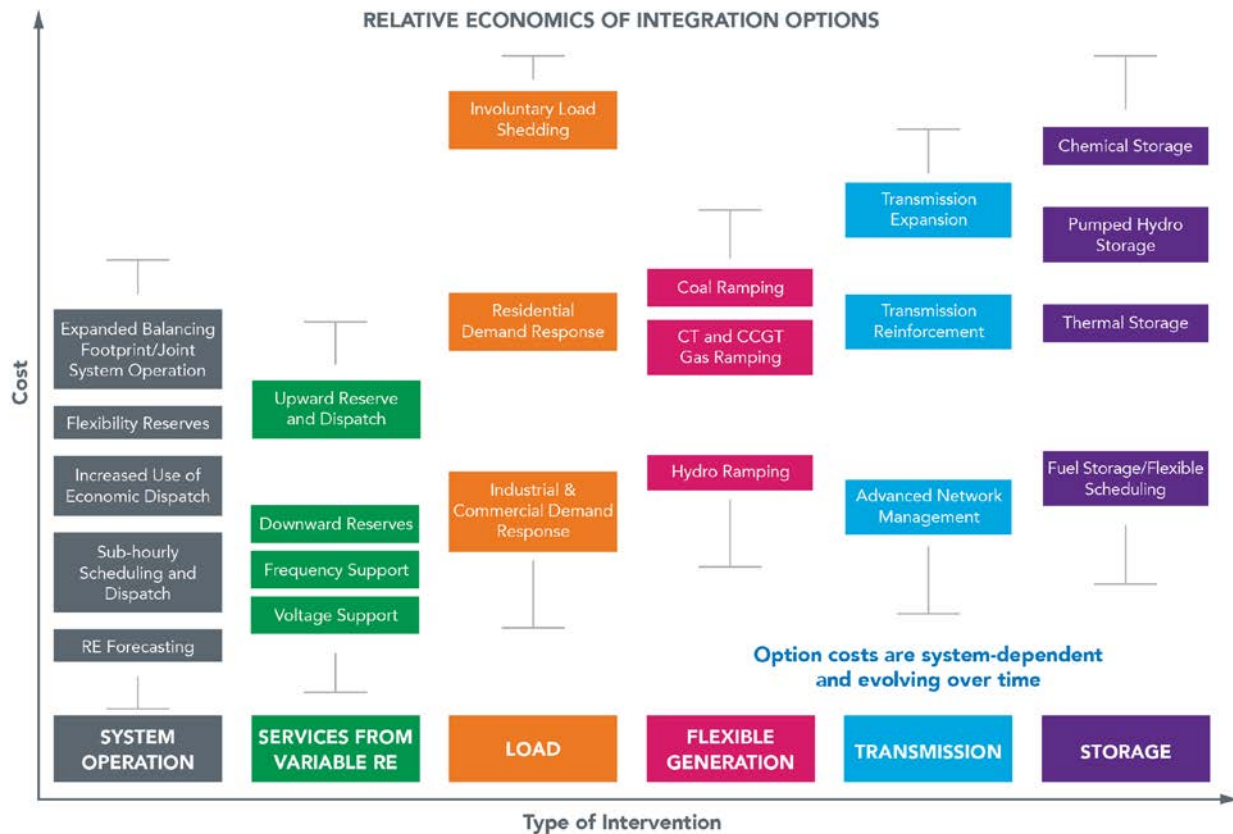 RELATIVE ECONOMICS OF INTEGRATION OPTIONS
Cost
Expanded Balancing
Footprint/Joint
System Operation
Flexibility Reserves
Increased Use of
Economic Dispatch
Sub-hourly
Scheduling and
Dispatch
RE Forecasting
SYSTEM
OPERATION
Upward Reserve
and Dispatch
Downward Reserves
Frequency Support
Voltage Support
SERVICES FROM
VARIABLE RE
Involuntary Load
Shedding
Residential
Demand Response
Industrial &
Commercial Demand
Response
LOAD
Coal Ramping
CT and CCGT
Gas Ramping
Hydro Ramping
FLEXIBLE
GENERATION
Transmission
Expansion
Transmission
Reinforcement
Advanced Network
Management
TRANSMISSION
Chemical Storage
Pumped Hydro
Storage
Thermal Storage
Fuel Storage/Flexible
Scheduling
STORAGE
Option costs are system-dependent
and evolving over time
Type of Intervention